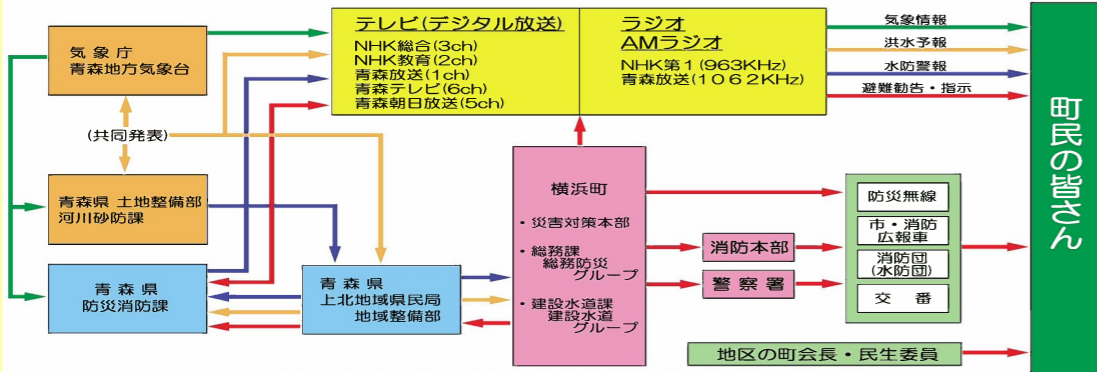 気象庁
青森地方気象台
(共同発表)
青森県 土地整備部
河川砂防課
青森県
防災消防課
テレビ(デジタル放送)
NHK総合(3ch)
NHK教育(2ch)
青森放送(1ch)
青森テレビ(6ch)
青森朝日放送(5ch)
ラジオ
AMラジオ
NHK第1(963KHz)
青森放送(1062KHz)
気象情報
洪水予報
水防警報
避難勧告・指示
青森県
上北地域県民局
地域整備部
横浜町
・災害対策本部
・総務課
総務防災
グループ
・建設水道課
建設水道
グループ
消防本部
警察署
防災無線
市・消防
広報車
消防団
(水防団)
交番
地区の町会長・民生委員
町民の皆さん